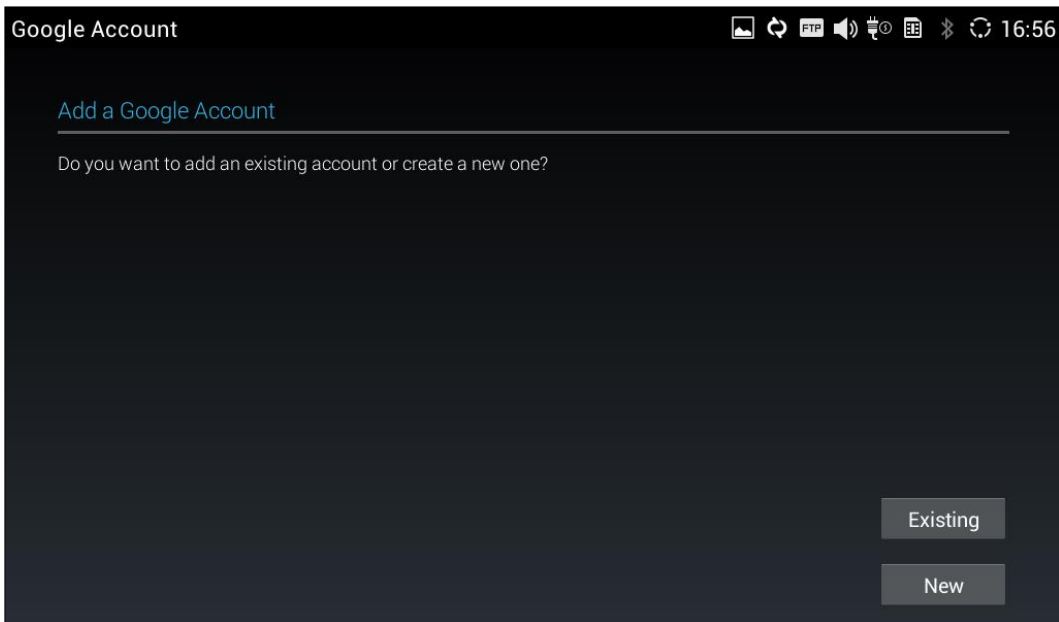 Google Account FTP 16:56
Add a Google Account
Do you want to add an existing account or create a new one?
Existing
New